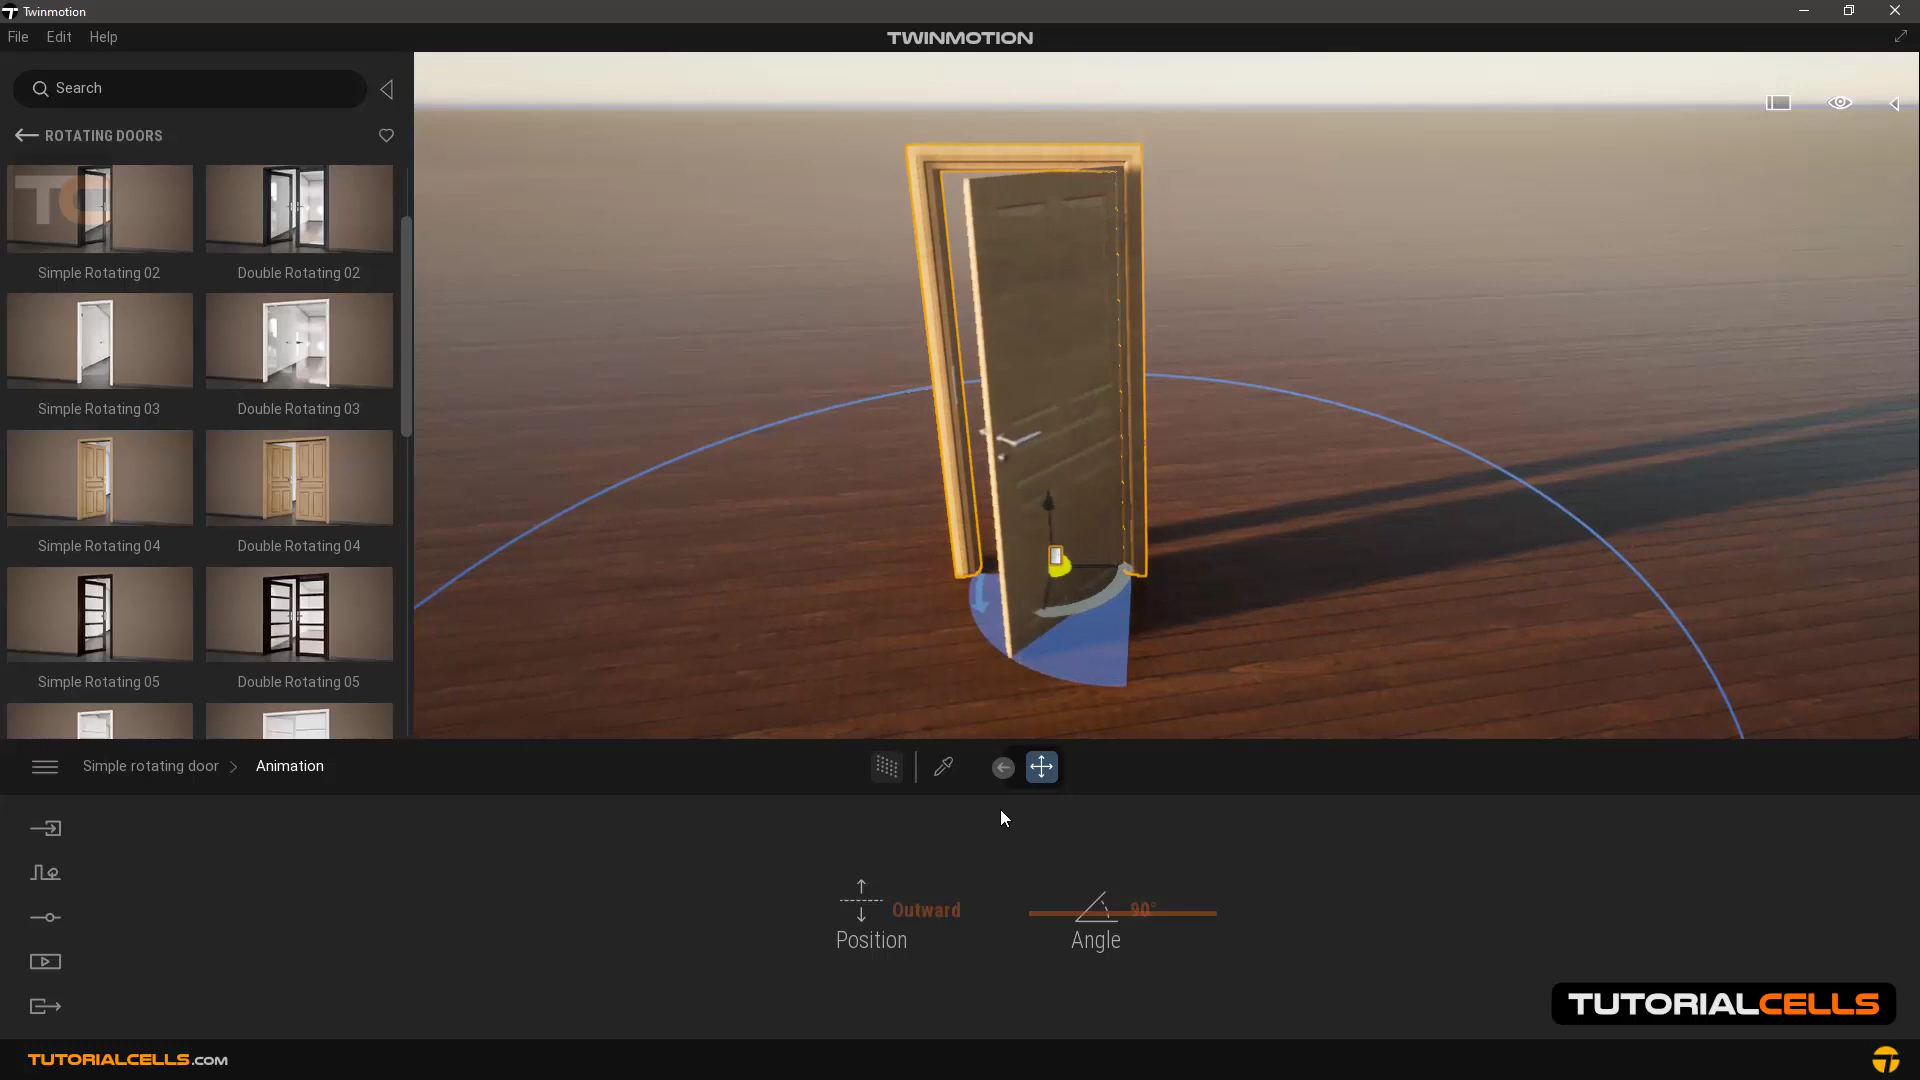 Twinmotion
File Edit Help
TWINMOTION
Search
ROTATING DOORS
TC
Simple Rotating 02
Double Rotating 02
Simple Rotating 03
Double Rotating 03
Simple Rotating 04
Double Rotating 04
Simple Rotating 05
Double Rotating 05
Simple rotating door > Animation
Outward
Position
90°
Angle
TUTORIALCELLS
TUTORIALCELLS.COM